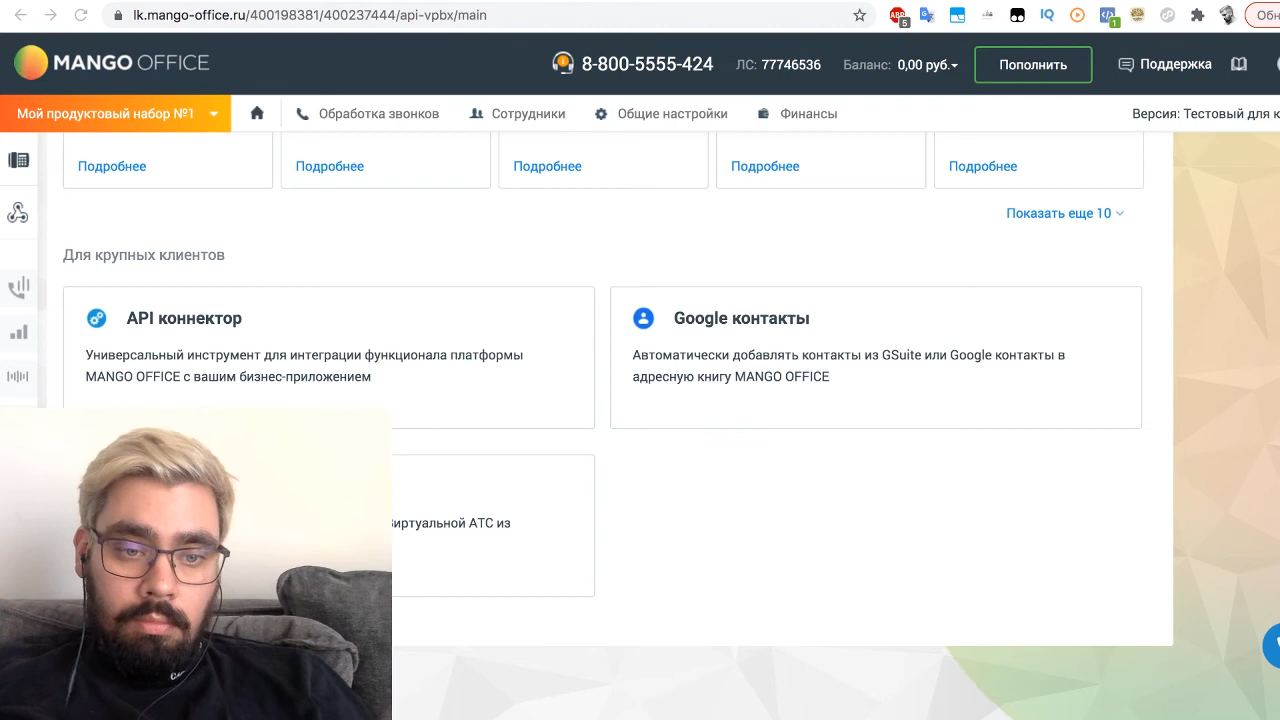 lk.mango-office.ru/400198381/400237444/api-vpbx/main
5
1
MANGO OFFICE
8-800-5555-424
ЛС: 77746536
Баланс: 0,00 руб.
Пополнить
Поддержка
Мой продуктовый набор №1
Обработка звонков
Сотрудники
Общие настройки
Финансы
Версия: Тестовый для
Подробнее
Подробнее
Подробнее
Подробнее
Подробнее
Показать еще 10
Для крупных клиентов
API коннектор
Универсальный инструмент для интеграции функционала платформы
MANGO OFFICE с вашим бизнес-приложением
Google контакты
Автоматически добавлять контакты из GSuite или Google контакты в
адресную книгу MANGO OFFICE
Виртуальной АТС из